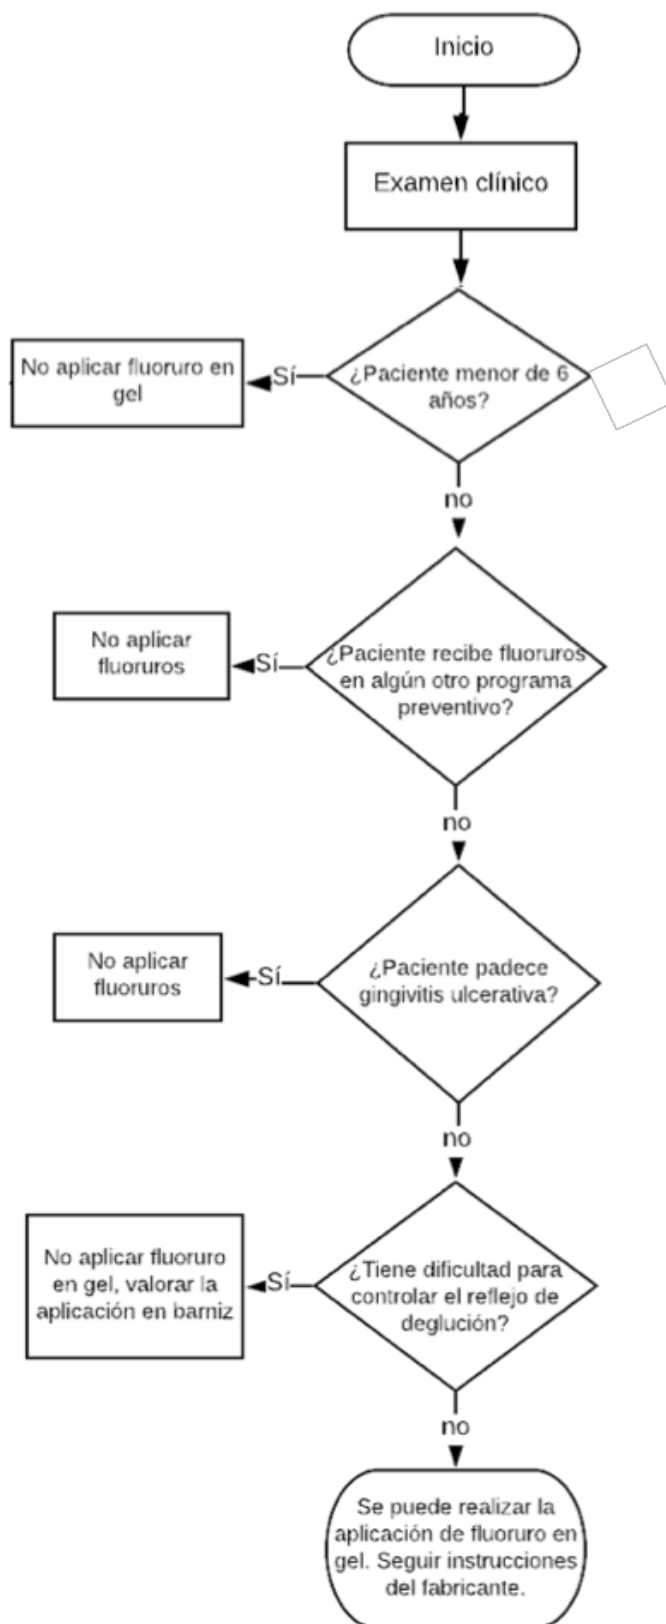 Inicio
Examen clínico
¿Paciente menor de 6
años?
Sí
No aplicar fluoruro en
gel
no
¿Paciente recibe fluoruros
en algún otro programa
preventivo?
Sí
No aplicar
fluoruros
no
¿Paciente padece
gingivitis ulcerativa?
Sí
No aplicar
fluoruros
no
¿Tiene dificultad para
controlar el reflejo de
deglución?
Sí
No aplicar fluoruro
en gel, valorar la
aplicación en barniz
no
Se puede realizar la
aplicación de fluoruro en
gel. Seguir instrucciones
del fabricante.